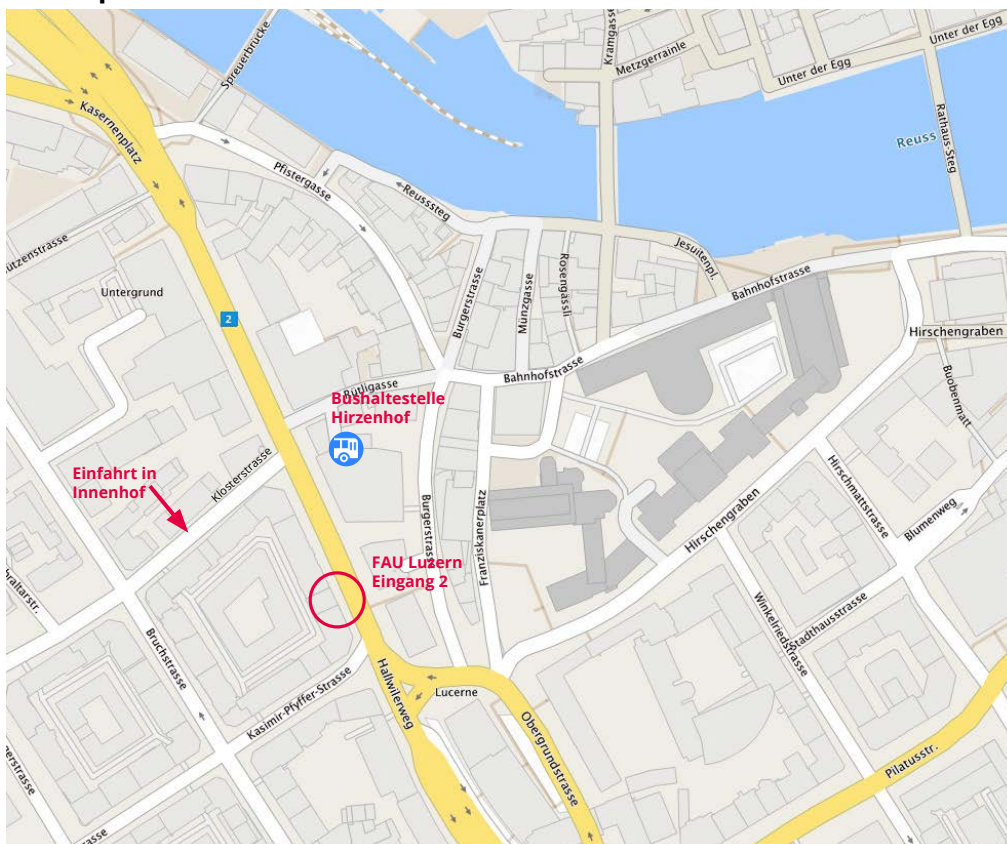 Spreuerbrücke
Kramgasse
Metzgerrainle
Unter der Egg
Unter der Egg
Rathaus-Steg
Reuss
Kasernenplatz
Pfistergasse
Reusssteg
Jesuitenpl.
Rosengässli
Münzgasse
Burgerstrasse
Bahnhofstrasse
Bahnhofstrasse
Hirschengraben
Buobenmatt
Untergrund
2
Rütligasse
Bushaltestelle
Hirzenhof
Klosterstrasse
Einfahrt in
Innenhof
Burgerstrasse
Franziskanerplatz
FAU Luzern
Eingang 2
Hirschengraben
Hirschmattstrasse
Blumenweg
Winkelriedstrasse
Stadthausstrasse
Bruchstrasse
Kasimir-Pfyffer-Strasse
Hallwilerweg
Lucerne
Obergrundstrasse
Pilatusstr.